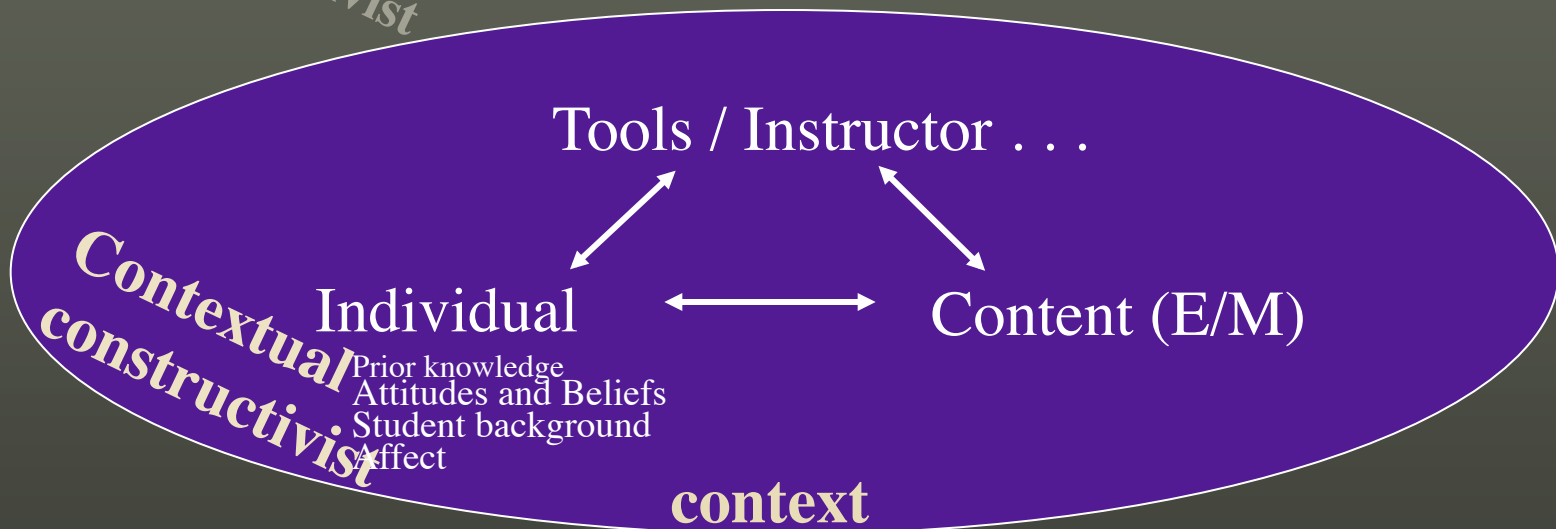 Tools / Instructor . . .
Individual
Content (E/M)
Contextual
constructivist
Prior knowledge
Attitudes and Beliefs
Student background
Affect
context